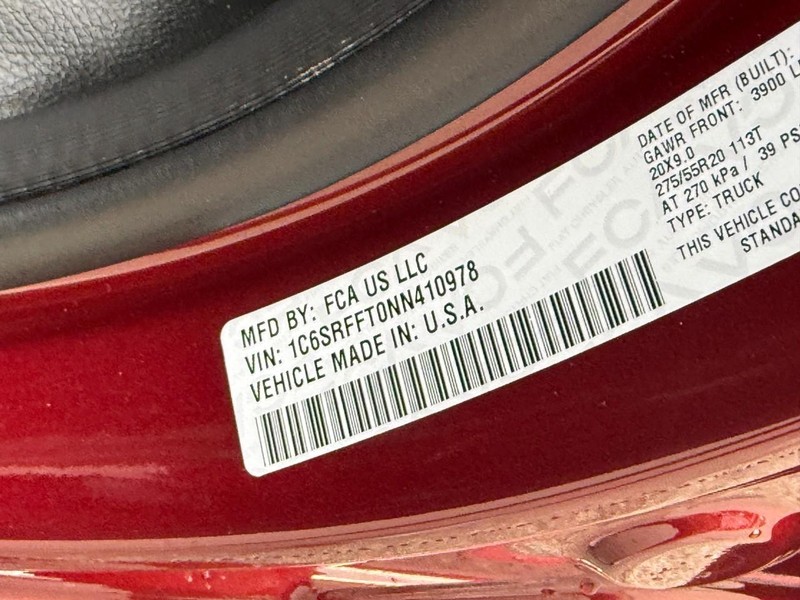 MFD BY: FCA US LLC
VIN: 1C6SRFFT0NN410978
VEHICLE MADE IN: U.S.A.
DATE OF MFR (BUILT):
GAWR FRONT: 3900 L
20X9.0
275/55R20 113T
AT 270 kPa / 39 PS
TYPE: TRUCK
THIS VEHICLE CO
STANDA